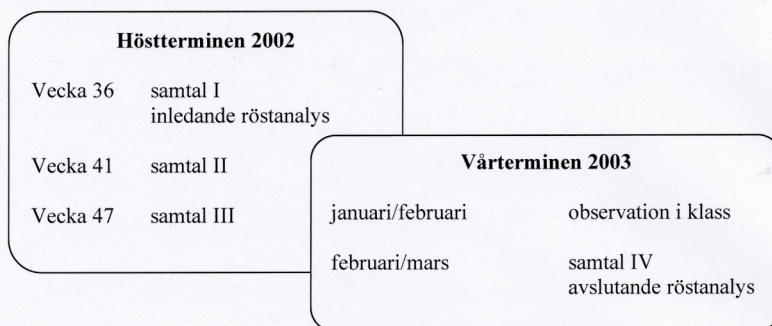 Höstterminen 2002
Vecka 36 samtal I
inledande röstanalys
Vecka 41 samtal II
Vecka 47 samtal III
Vårterminen 2003
januari/februari observation i klass
februari/mars samtal IV
avslutande röstanalys